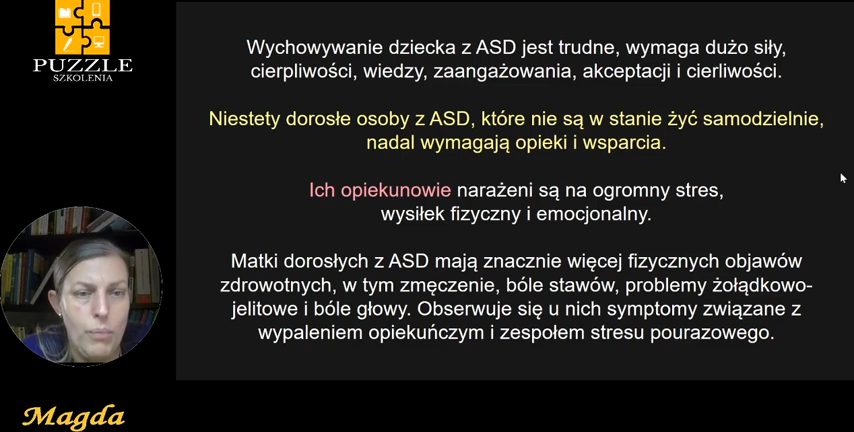 PUZZLE
SZKOLENIA
Wychowywanie dziecka z ASD jest trudne, wymaga dużo siły,
cierpliwości, wiedzy, zaangażowania, akceptacji i cierliwości.
Niestety dorosłe osoby z ASD, które nie są w stanie żyć samodzielnie,
nadal wymagają opieki i wsparcia.
Ich opiekunowie narażeni są na ogromny stres,
wysiłek fizyczny i emocjonalny.
Matki dorosłych z ASD mają znacznie więcej fizycznych objawów
zdrowotnych, w tym zmęczenie, bóle stawów, problemy żołądkowo-
jelitowe i bóle głowy. Obserwuje się u nich symptomy związane z
wypaleniem opiekuńczym i zespołem stresu pourazowego.
Magda